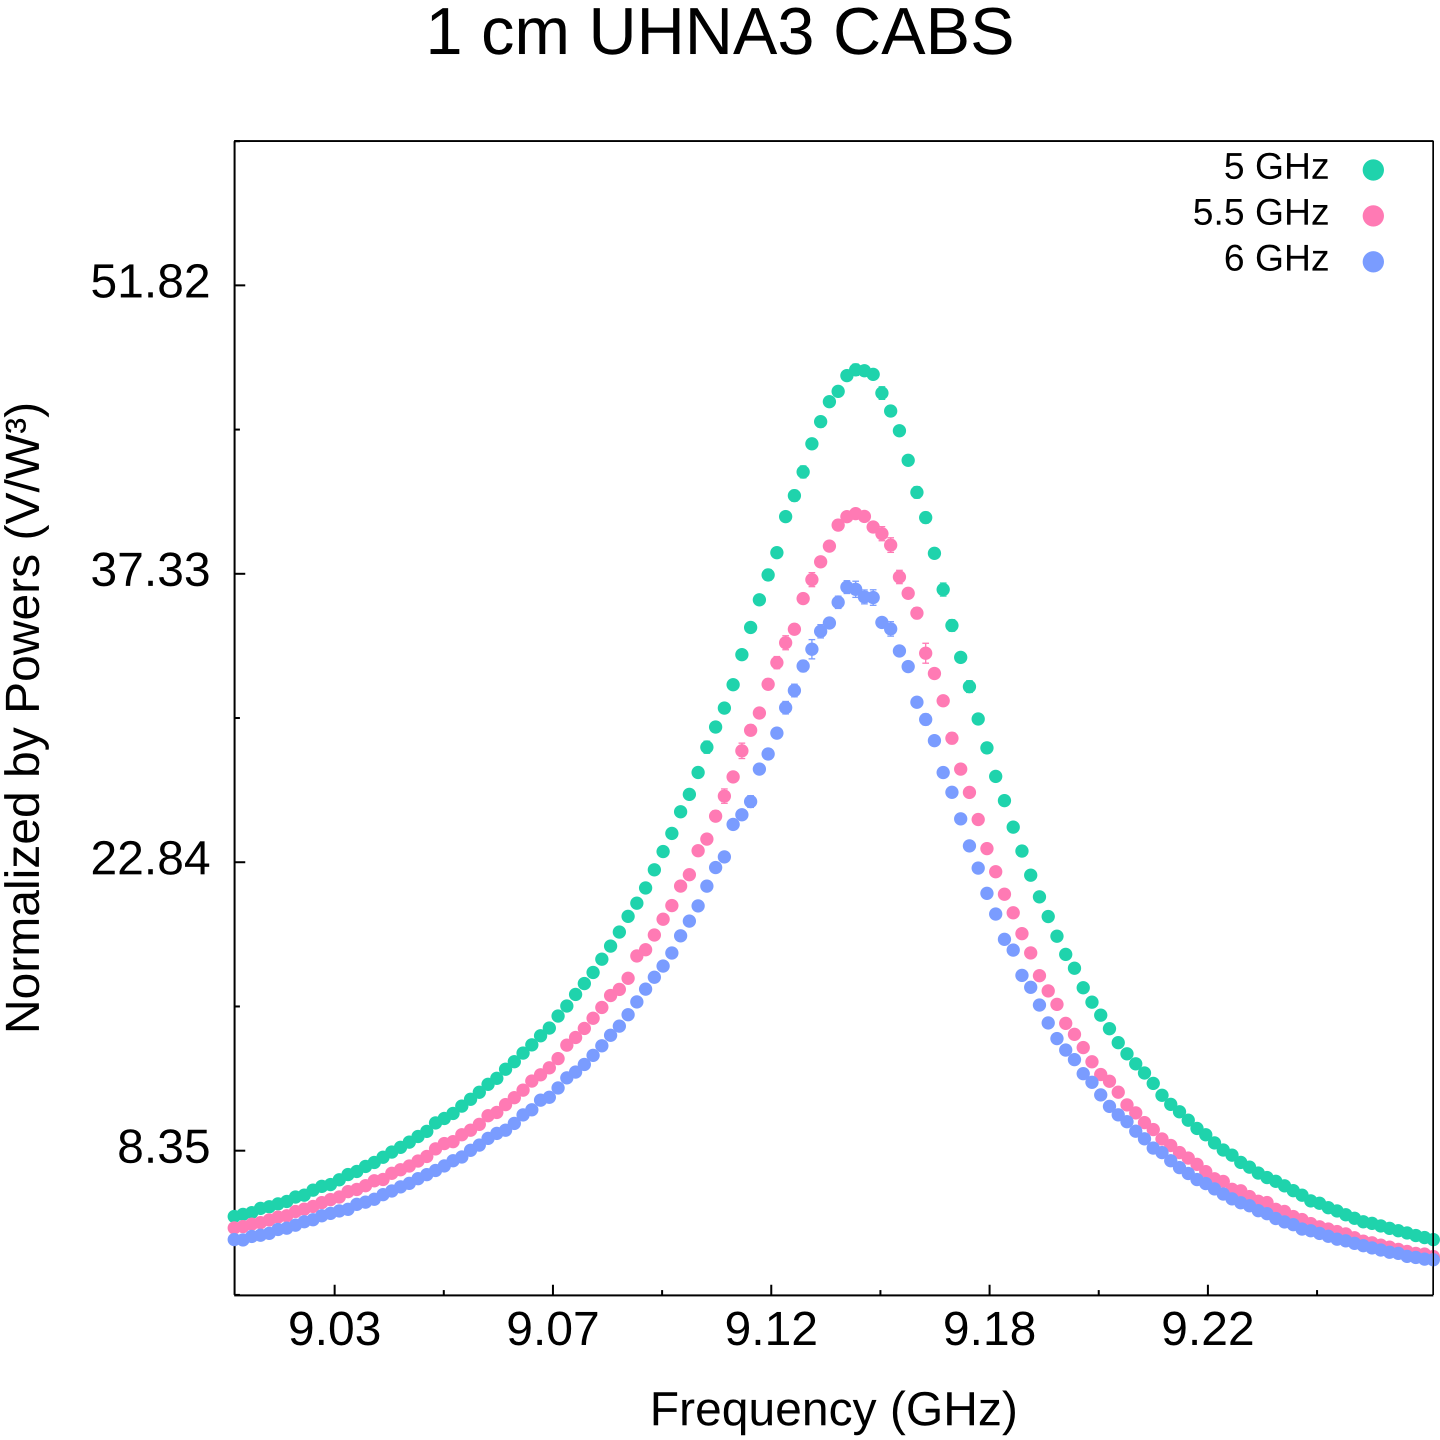 1 cm UHNA3 CABS
5 GHz
5.5 GHz
6 GHz
51.82
37.33
22.84
8.35
Normalized by Powers (V/W³)
9.03
9.07
9.12
9.18
9.22
Frequency (GHz)